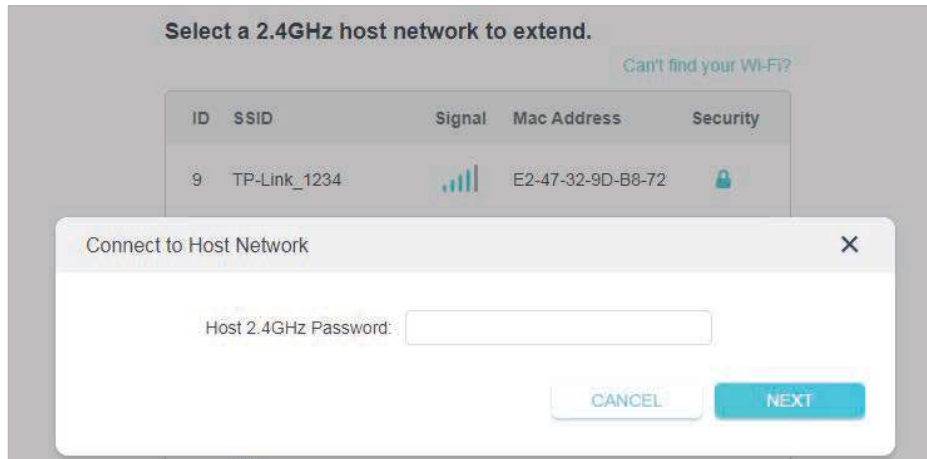 Select a 2.4GHz host network to extend.
Can't find your Wi-Fi?
ID SSID Signal Mac Address Security
9 TP-Link_1234 E2-47-32-9D-B8-72
Connect to Host Network
Host 2.4GHz Password:
CANCEL NEXT